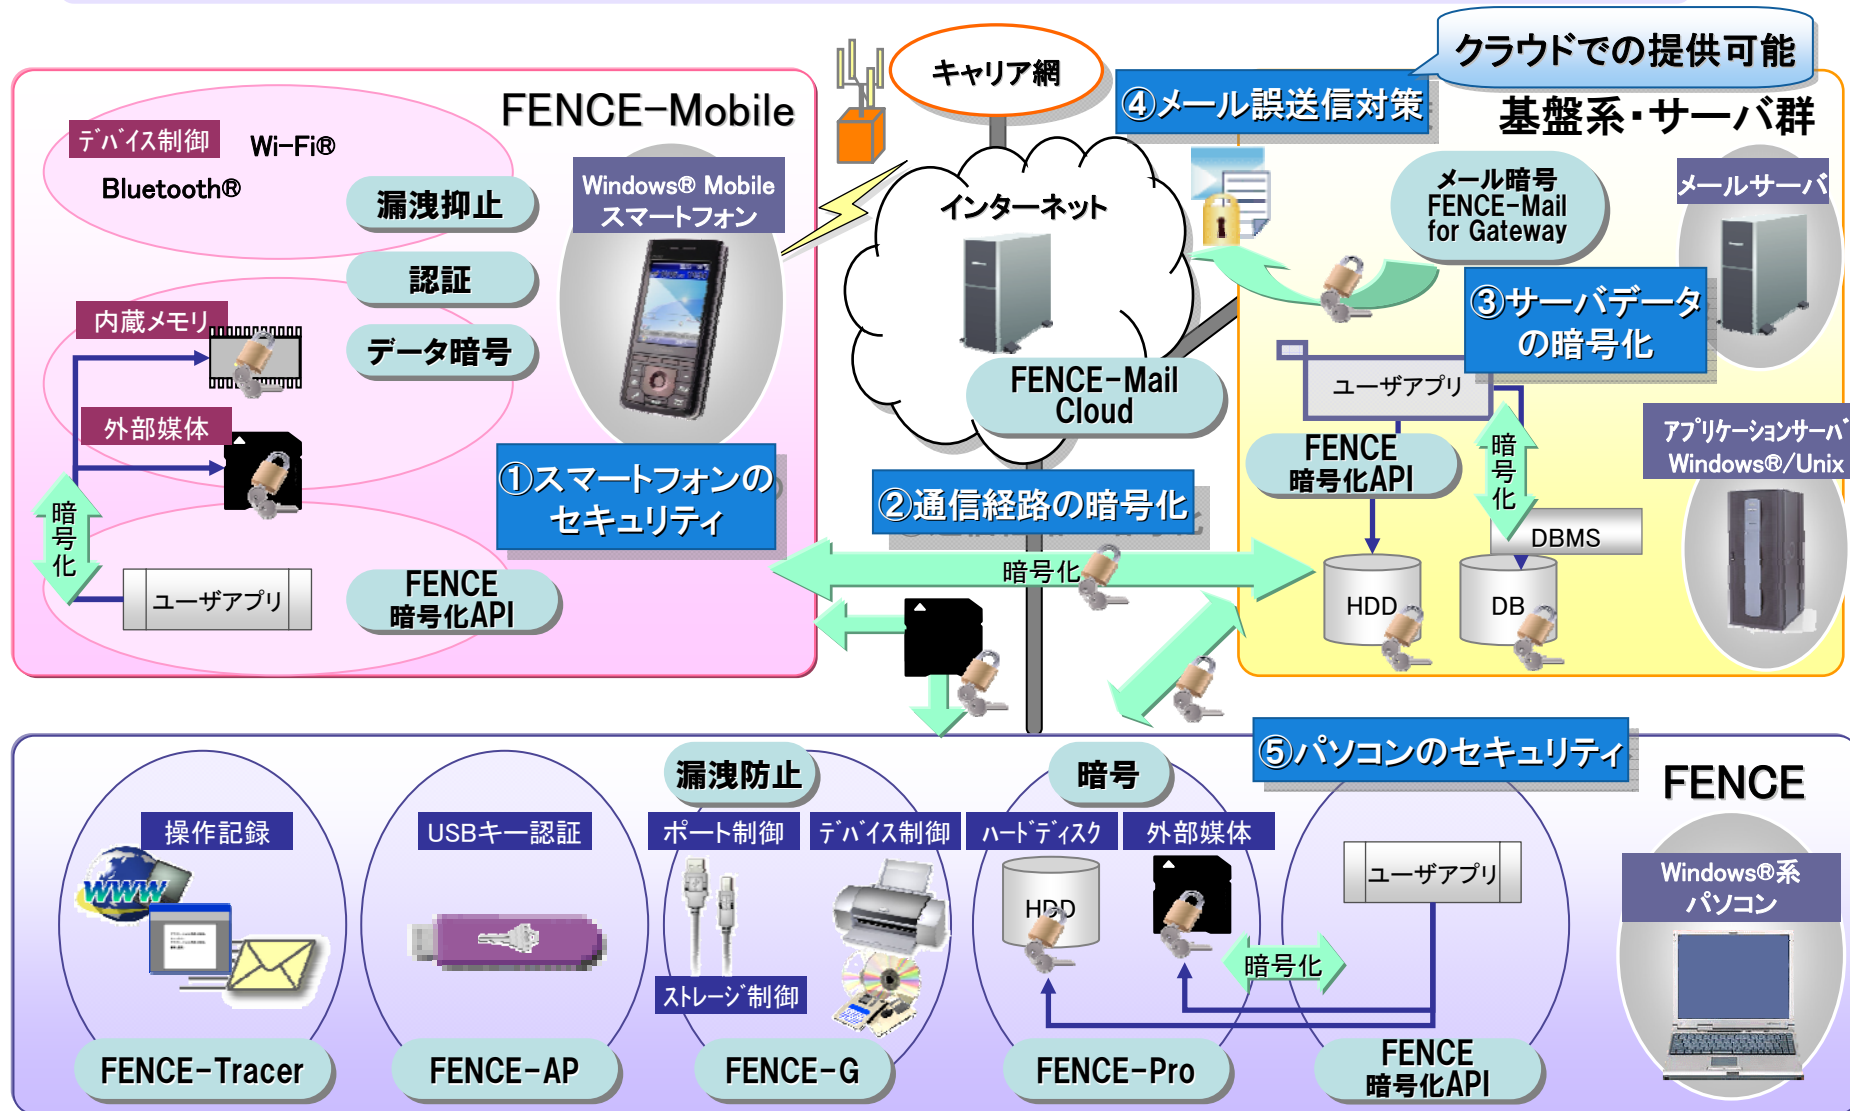 クラウドでの提供可能
キャリア網
④メール誤送信対策
基盤系・サーバ群
FENCE-Mobile
デバイス制御
Wi-Fi®
Bluetooth®
漏洩抑止
Windows® Mobile
スマートフォン
インターネット
メール暗号
FENCE-Mail
for Gateway
メールサーバ
認証
内蔵メモリ
データ暗号
③サーバデータ
の暗号化
ユーザアプリ
FENCE-Mail
Cloud
外部媒体
FENCE
暗号化API
暗号化
アプリケーションサーバ
Windows®/Unix
①スマートフォンの
セキュリティ
②通信経路の暗号化
暗号化
DBMS
暗号化
HDD
DB
ユーザアプリ
FENCE
暗号化API
⑤パソコンのセキュリティ
FENCE
漏洩防止
暗号
操作記録
USBキー認証
ポート制御
デバイス制御
ハードディスク
外部媒体
ユーザアプリ
Windows®系
パソコン
WWW
HDD
暗号化
ストレージ制御
FENCE-Tracer
FENCE-AP
FENCE-G
FENCE-Pro
FENCE
暗号化API